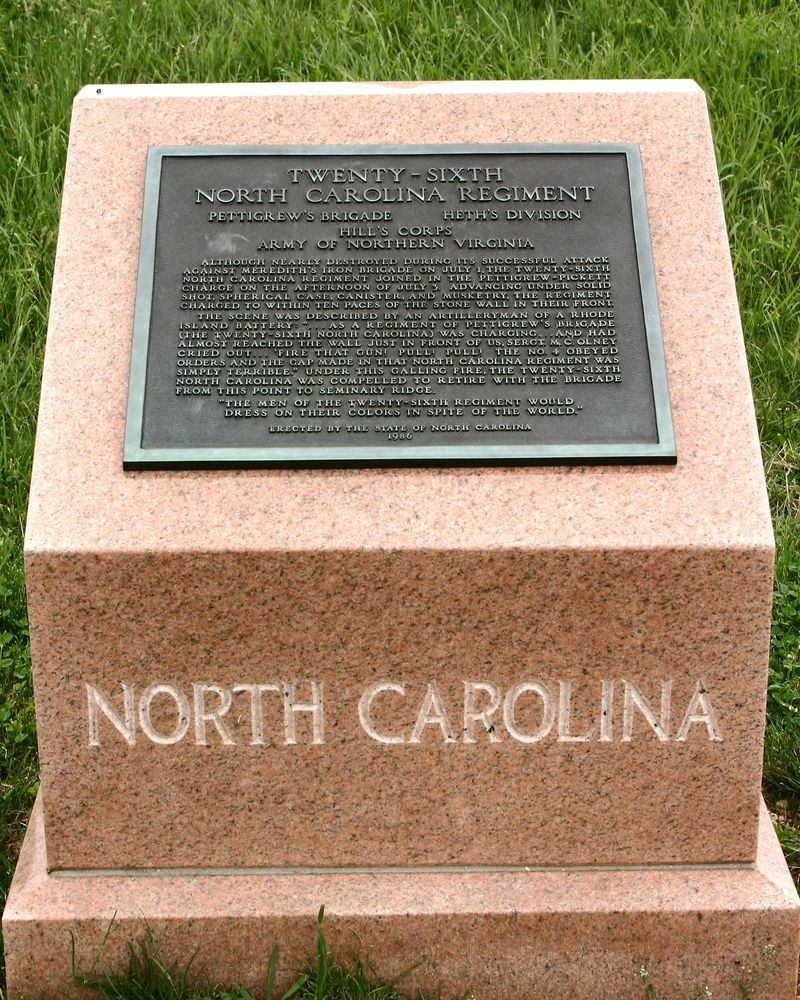 TWENTY-SIXTH
NORTH CAROLINA REGIMENT
PETTIGREW'S BRIGADE HETH'S DIVISION
HILL'S CORPS
ARMY OF NORTHERN VIRGINIA
ALTHOUGH NEARLY DESTROYED DURING ITS SUCCESSFUL ATTACK
AGAINST MEREDITH'S IRON BRIGADE ON JULY 1, THE TWENTY-SIXTH
NORTH CAROLINA REGIMENT JOINED IN THE PETTIGREW-PICKETT
CHARGE ON THE AFTERNOON OF JULY 3. ADVANCING UNDER SOLID
SHOT, SPHERICAL CASE, CANISTER, AND MUSKETRY, THE REGIMENT
CHARGED TO WITHIN TEN PACES OF THE STONE WALL IN THEIR FRONT.
THE SCENE WAS DESCRIBED BY AN ARTILLERYMAN OF A RHODE
ISLAND BATTERY: "... AS A REGIMENT OF PETTIGREW'S BRIGADE
(THE TWENTY-SIXTH NORTH CAROLINA) WAS CHARGING... AND HAD
ALMOST REACHED THE WALL JUST IN FRONT OF US, SERGT. M.C. OLNEY
CRIED OUT... 'FIRE THAT GUN! PULL! PULL!' THE NO. 4 OBEYED
ORDERS AND THE GAP MADE IN THAT NORTH CAROLINA REGIMENT WAS
SIMPLY TERRIBLE." UNDER THIS GALLING FIRE, THE TWENTY-SIXTH
NORTH CAROLINA WAS COMPELLED TO RETIRE WITH THE BRIGADE
FROM THIS POINT TO SEMINARY RIDGE.
"THE MEN OF THE TWENTY-SIXTH REGIMENT WOULD
DRESS ON THEIR COLORS IN SPITE OF THE WORLD."
ERECTED BY THE STATE OF NORTH CAROLINA
1986
NORTH CAROLINA